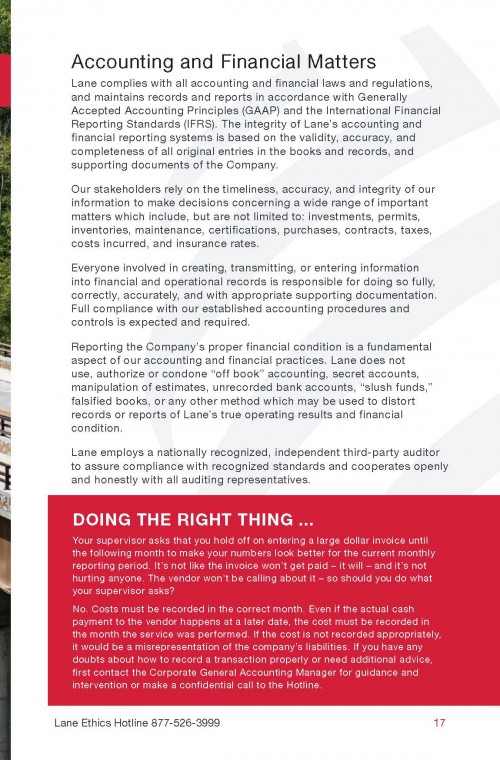 Accounting and Financial Matters
Lane complies with all accounting and financial laws and regulations,
and maintains records and reports in accordance with Generally
Accepted Accounting Principles (GAAP) and the International Financial
Reporting Standards (IFRS). The integrity of Lane’s accounting and
financial reporting systems is based on the validity, accuracy, and
completeness of all original entries in the books and records, and
supporting documents of the Company.
Our stakeholders rely on the timeliness, accuracy, and integrity of our
information to make decisions concerning a wide range of important
matters which include, but are not limited to: investments, permits,
inventories, maintenance, certifications, purchases, contracts, taxes,
costs incurred, and insurance rates.
Everyone involved in creating, transmitting, or entering information
into financial and operational records is responsible for doing so fully,
correctly, accurately, and with appropriate supporting documentation.
Full compliance with our established accounting procedures and
controls is expected and required.
Reporting the Company’s proper financial condition is a fundamental
aspect of our accounting and financial practices. Lane does not
use, authorize or condone “off book” accounting, secret accounts,
manipulation of estimates, unrecorded bank accounts, “slush funds,”
falsified books, or any other method which may be used to distort
records or reports of Lane’s true operating results and financial
condition.
Lane employs a nationally recognized, independent third-party auditor
to assure compliance with recognized standards and cooperates openly
and honestly with all auditing representatives.
DOING THE RIGHT THING ...
Your supervisor asks that you hold off on entering a large dollar invoice until
the following month to make your numbers look better for the current monthly
reporting period. It’s not like the invoice won’t get paid – it will – and it’s not
hurting anyone. The vendor won’t be calling about it – so should you do what
your supervisor asks?
No. Costs must be recorded in the correct month. Even if the actual cash
payment to the vendor happens at a later date, the cost must be recorded in
the month the service was performed. If the cost is not recorded appropriately,
it would be a misrepresentation of the company’s liabilities. If you have any
doubts about how to record a transaction properly or need additional advice,
first contact the Corporate General Accounting Manager for guidance and
intervention or make a confidential call to the Hotline.
Lane Ethics Hotline 877-526-3999
17